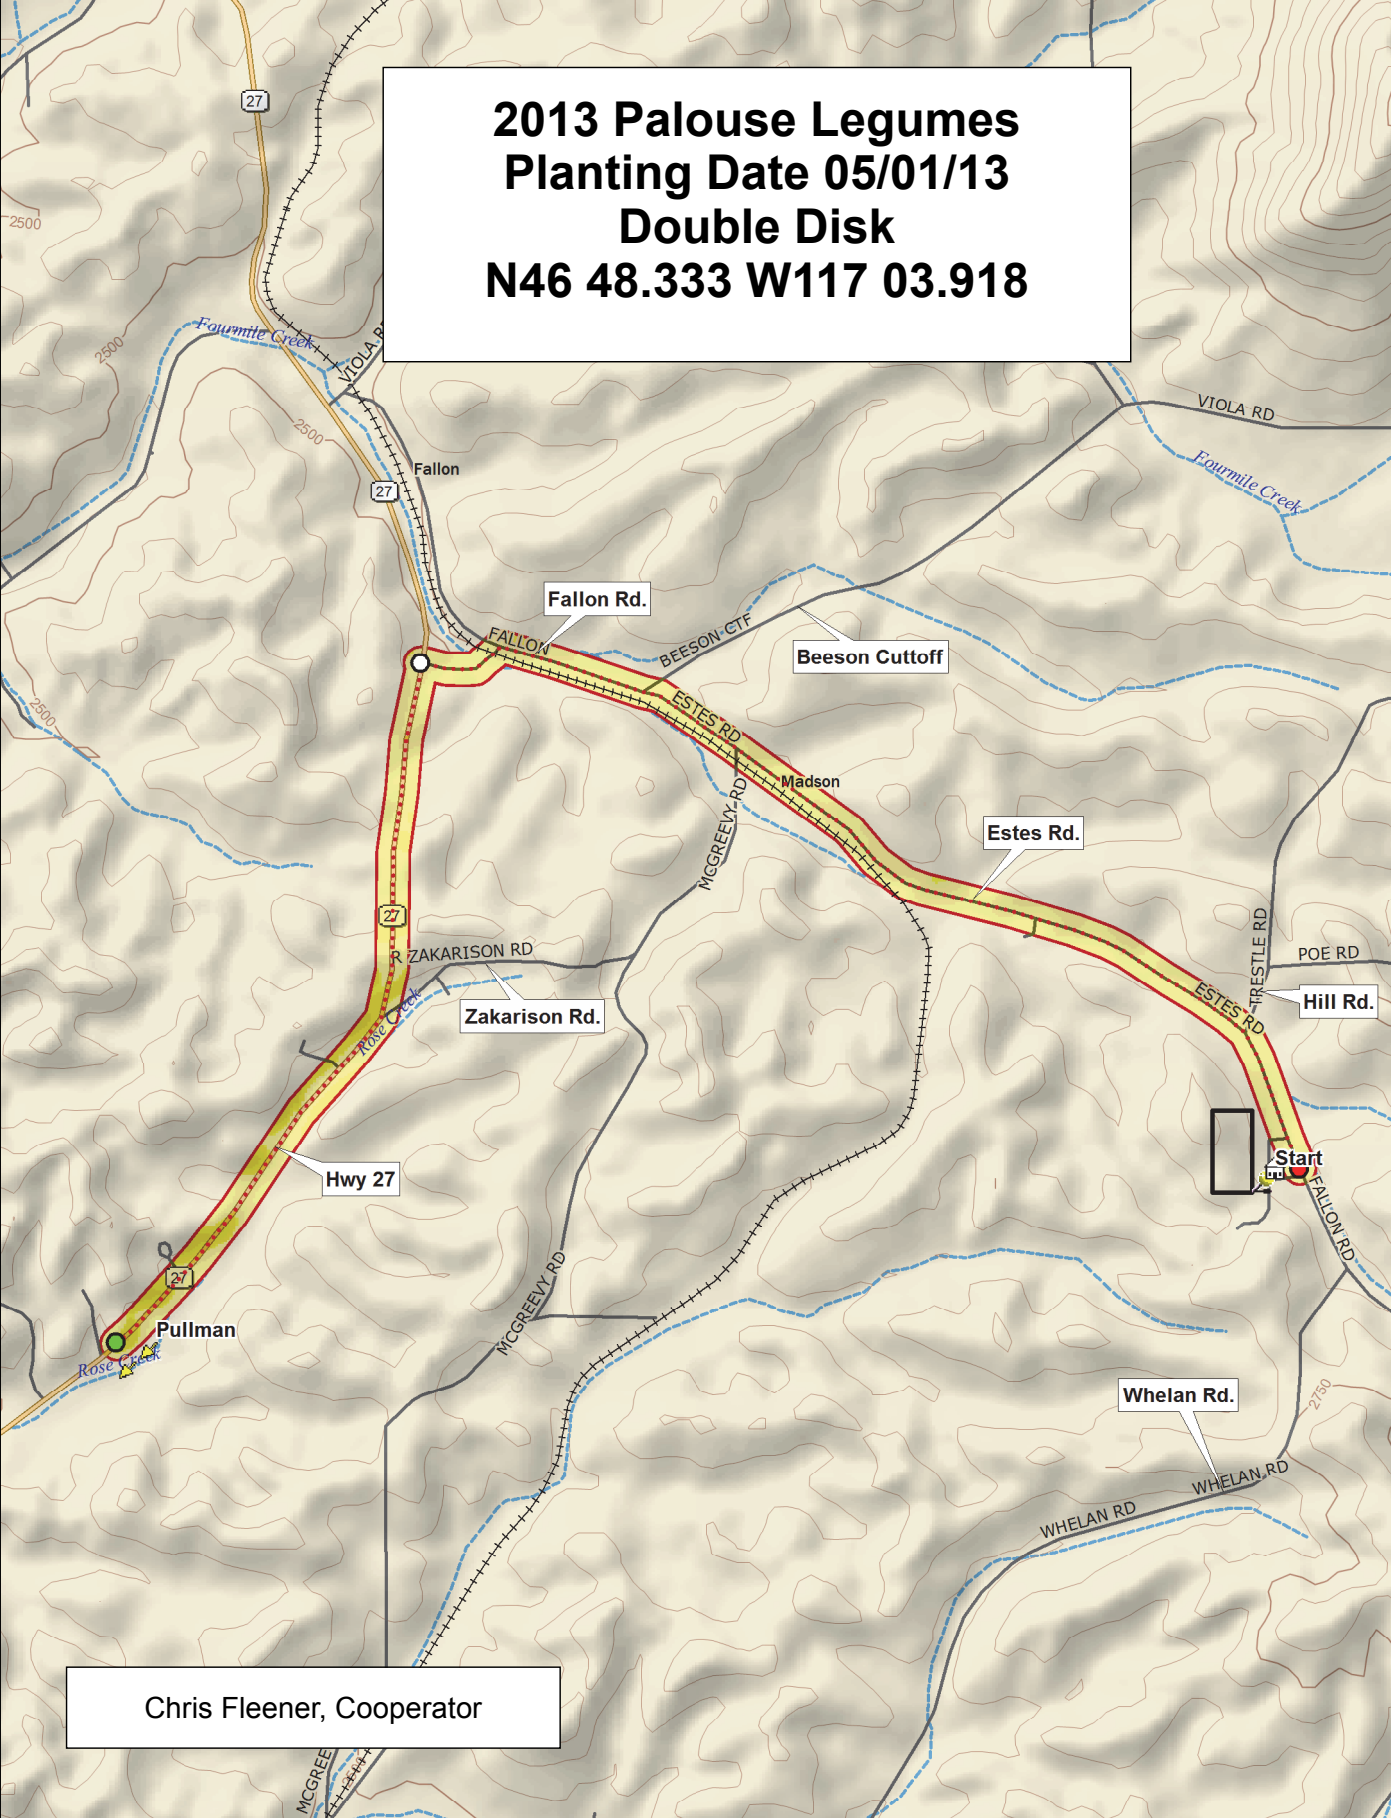 27
2013 Palouse Legumes
Planting Date 05/01/13
Double Disk
N46 48.333 W117 03.918
2500
Fourmile Creek
2500
VIOLA R
VIOLA RD
2500
Fallon
Fourmile Creek
27
Fallon Rd.
FALLON
BEESON CTF
Beeson Cuttoff
2500
ESTES RD
Madson
MCGREEVY RD
Estes Rd.
27
R ZAKARISON RD
TRESTLE RD
POE RD
ESTES RD
Hill Rd.
Zakarison Rd.
Rose Creek
Start
Hwy 27
FALLON RD
27
MCGREEVY RD
Pullman
Rose Creek
Whelan Rd.
2750
WHELAN RD
WHELAN RD
Chris Fleener, Cooperator
MCGREE